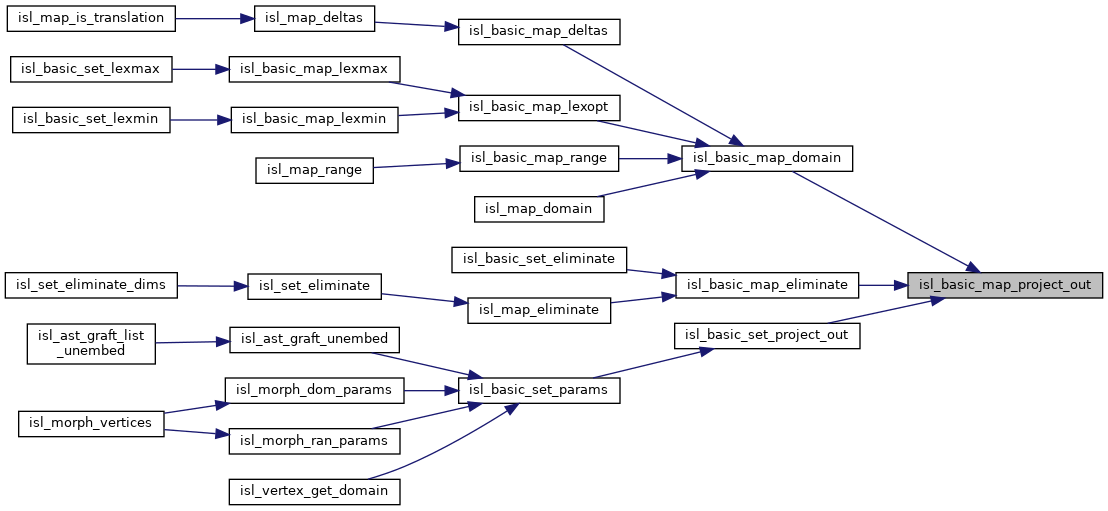 isl_map_is_translation
isl_map_deltas
isl_basic_map_deltas
isl_basic_set_lexmax
isl_basic_map_lexmax
isl_basic_map_lexopt
isl_basic_set_lexmin
isl_basic_map_lexmin
isl_map_range
isl_basic_map_range
isl_basic_map_domain
isl_map_domain
isl_basic_set_eliminate
isl_set_eliminate_dims
isl_set_eliminate
isl_basic_map_eliminate
isl_basic_map_project_out
isl_map_eliminate
isl_ast_graft_list
_unembed
isl_ast_graft_unembed
isl_basic_set_project_out
isl_morph_dom_params
isl_basic_set_params
isl_morph_vertices
isl_morph_ran_params
isl_vertex_get_domain